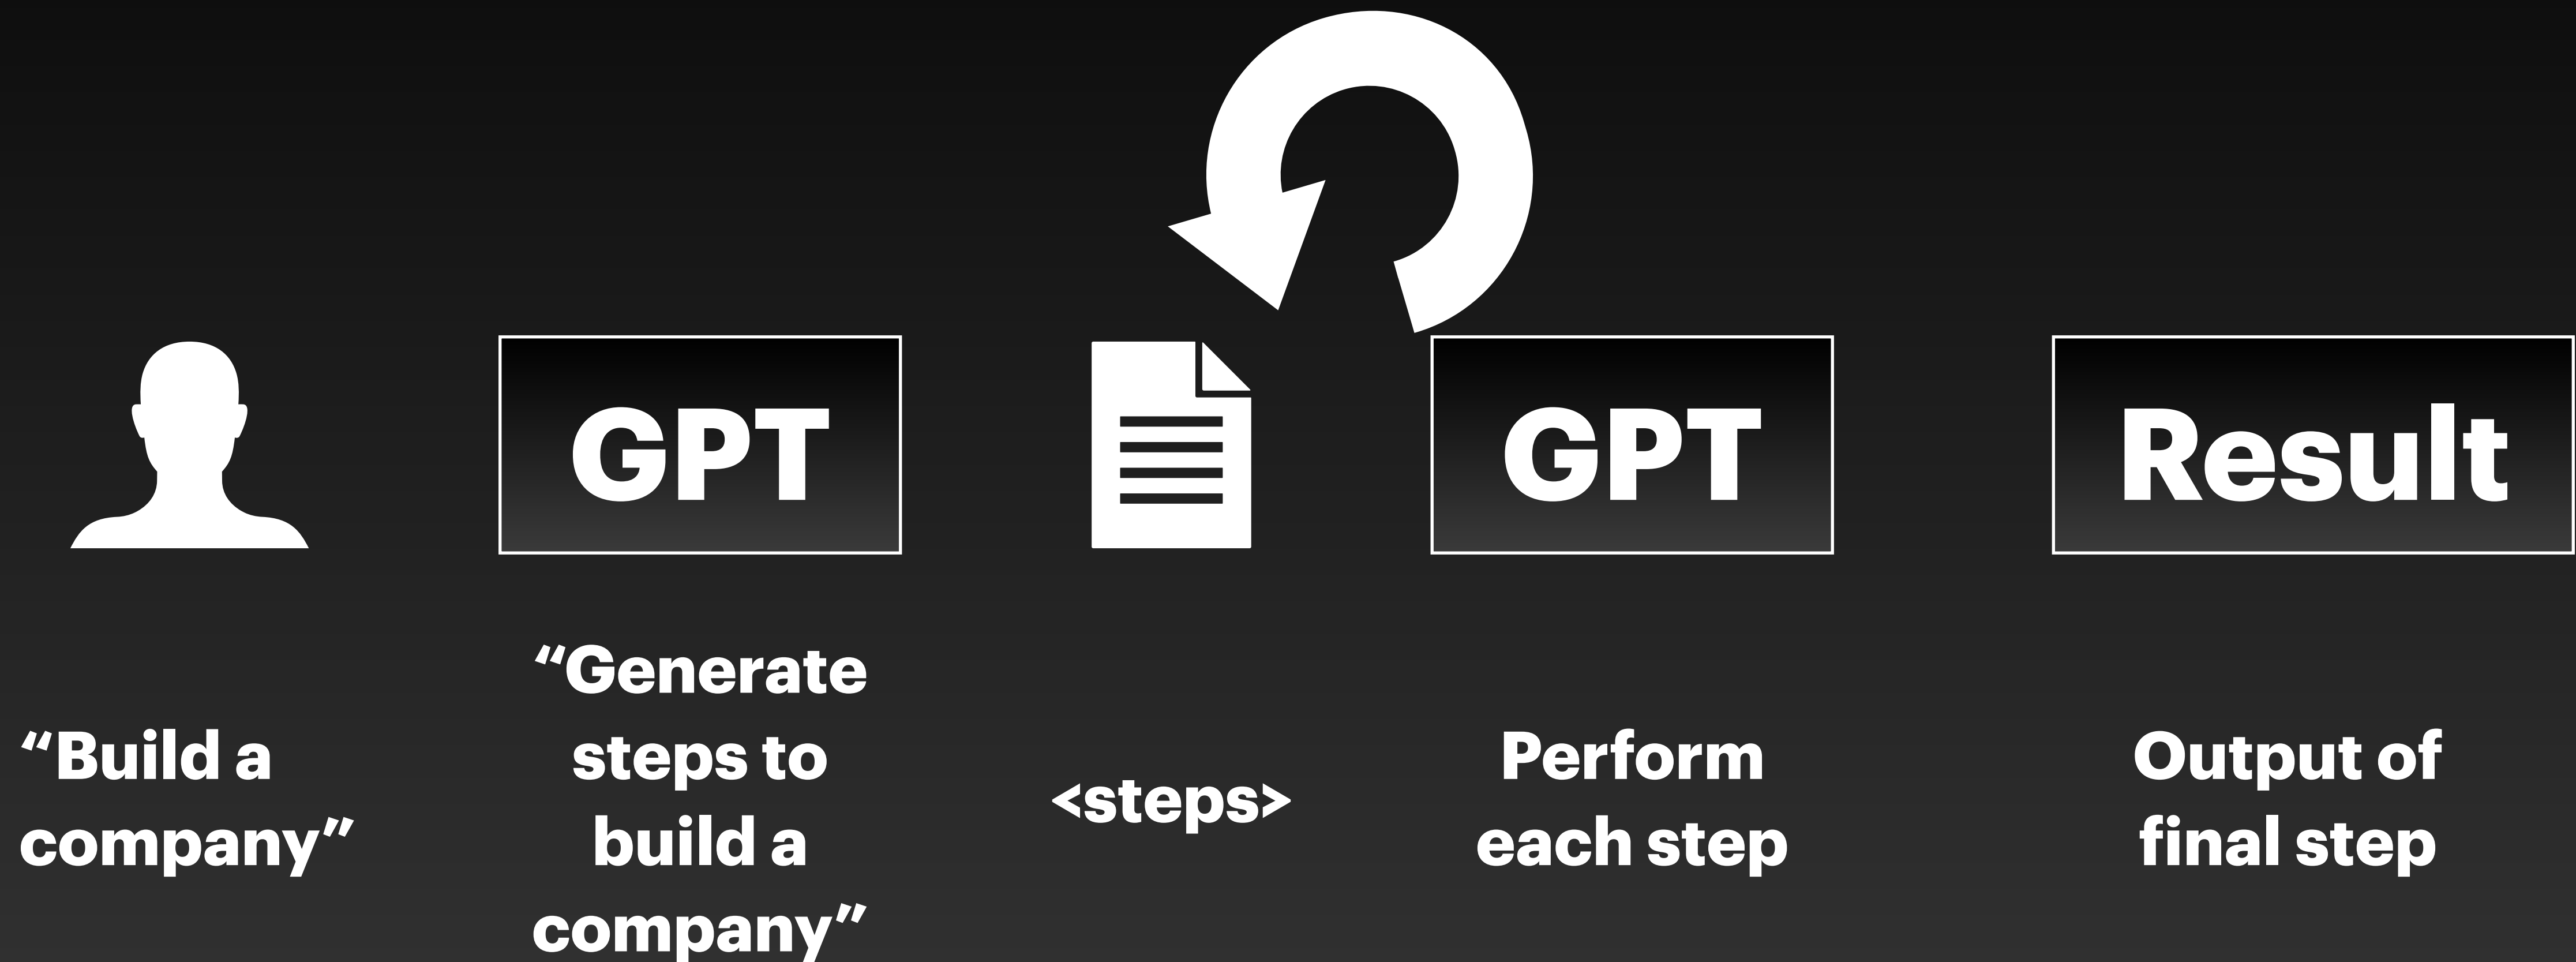 GPT
GPT
Result
“Build a
company”
“Generate
steps to
build a
company”
<steps>
Perform
each step
Output of
final step